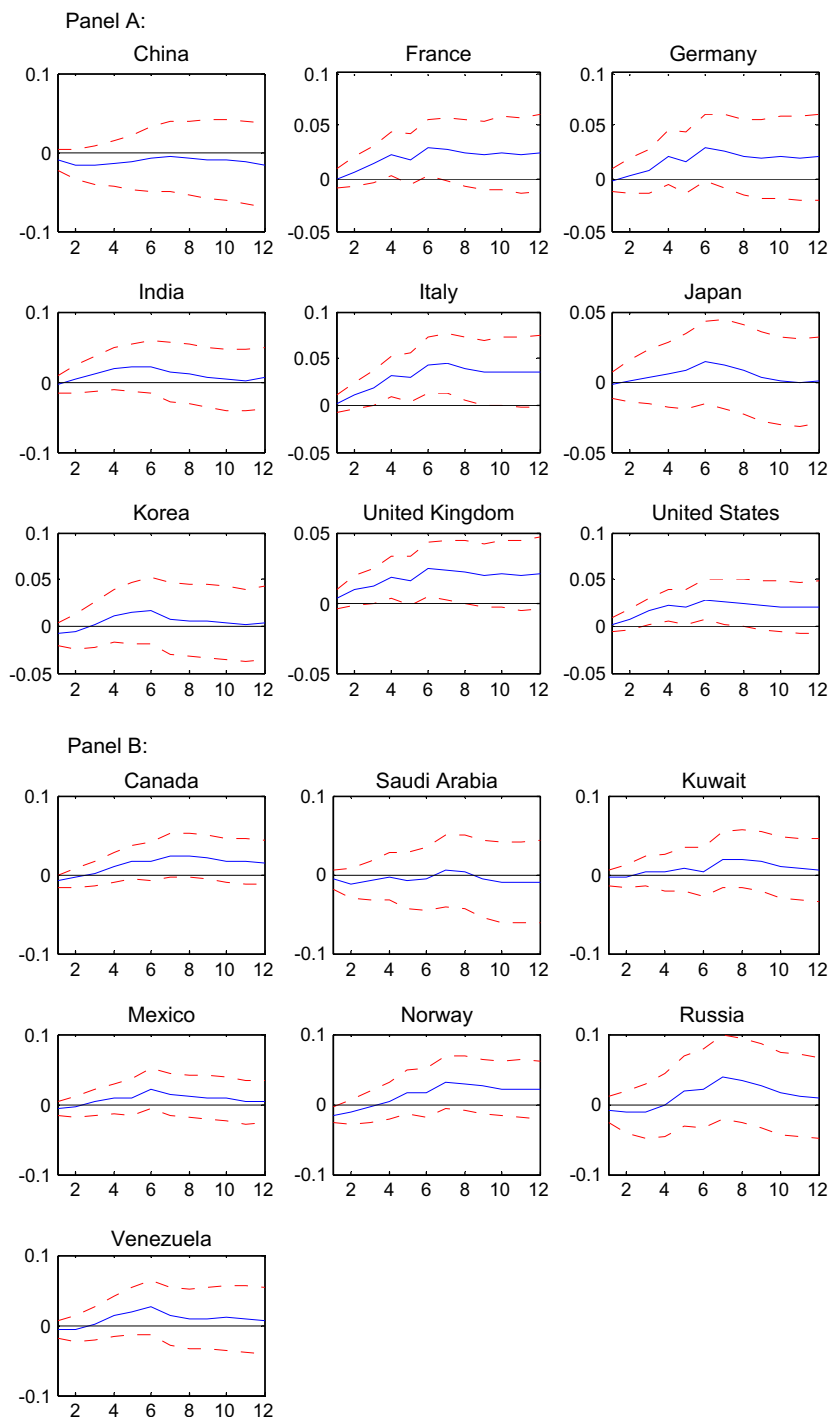 Panel A:
China France Germany
0.1 0.1 0.1
0.05 0.05
0 0 0
-0.1 -0.05 -0.05
2 4 6 8 10 12 2 4 6 8 10 12 2 4 6 8 10 12
India Italy Japan
0.1 0.1 0.05
0.05
0 0 0
-0.1 -0.05 -0.05
2 4 6 8 10 12 2 4 6 8 10 12 2 4 6 8 10 12
Korea United Kingdom United States
0.1 0.05 0.1
0.05 0.05
0 0 0
-0.05 -0.05 -0.05
2 4 6 8 10 12 2 4 6 8 10 12 2 4 6 8 10 12
Panel B:
Canada Saudi Arabia Kuwait
0.1 0.1 0.1
0 0 0
-0.1 -0.1 -0.1
2 4 6 8 10 12 2 4 6 8 10 12 2 4 6 8 10 12
Mexico Norway Russia
0.1 0.1 0.1
0 0 0
-0.1 -0.1 -0.1
2 4 6 8 10 12 2 4 6 8 10 12 2 4 6 8 10 12
Venezuela
0.1
0
-0.1
2 4 6 8 10 12